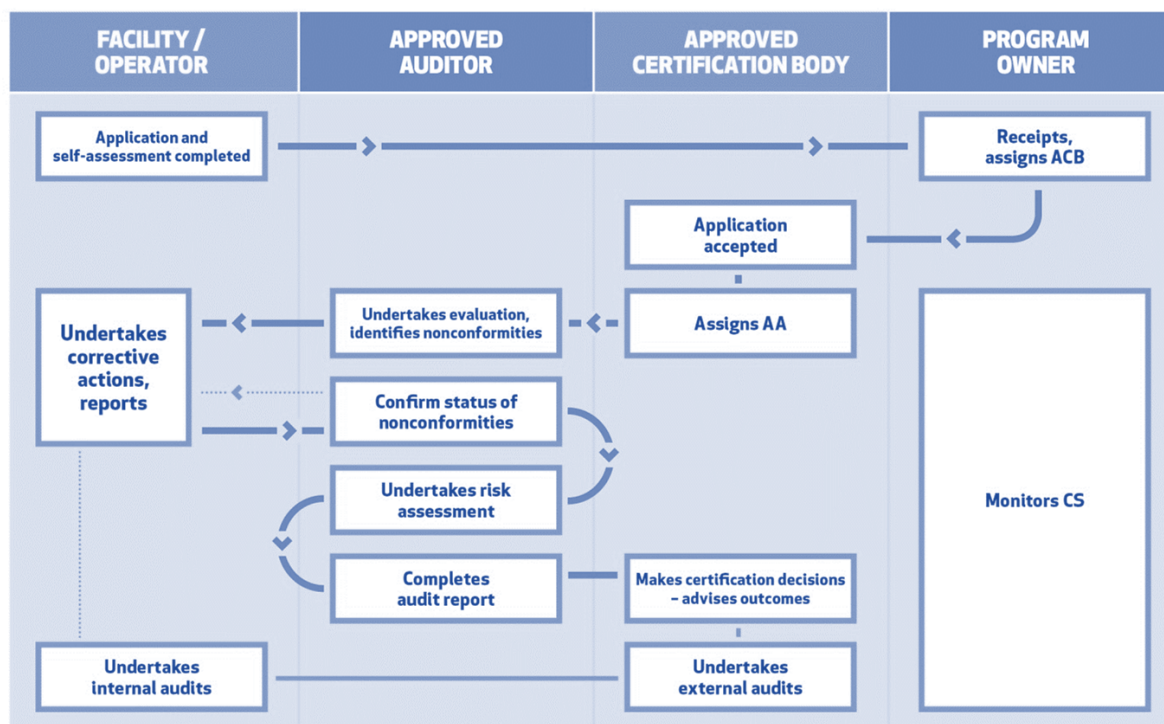 FACILITY /
OPERATOR
APPROVED
AUDITOR
APPROVED
CERTIFICATION BODY
PROGRAM
OWNER
Application and
self-assessment completed
Receipts,
assigns ACB
Application
accepted
Undertakes
corrective
actions,
reports
Undertakes evaluation,
identifies nonconformities
Assigns AA
Confirm status of
nonconformities
Undertakes risk
assessment
Monitors CS
Completes
audit report
Makes certification decisions
– advises outcomes
Undertakes
internal audits
Undertakes
external audits